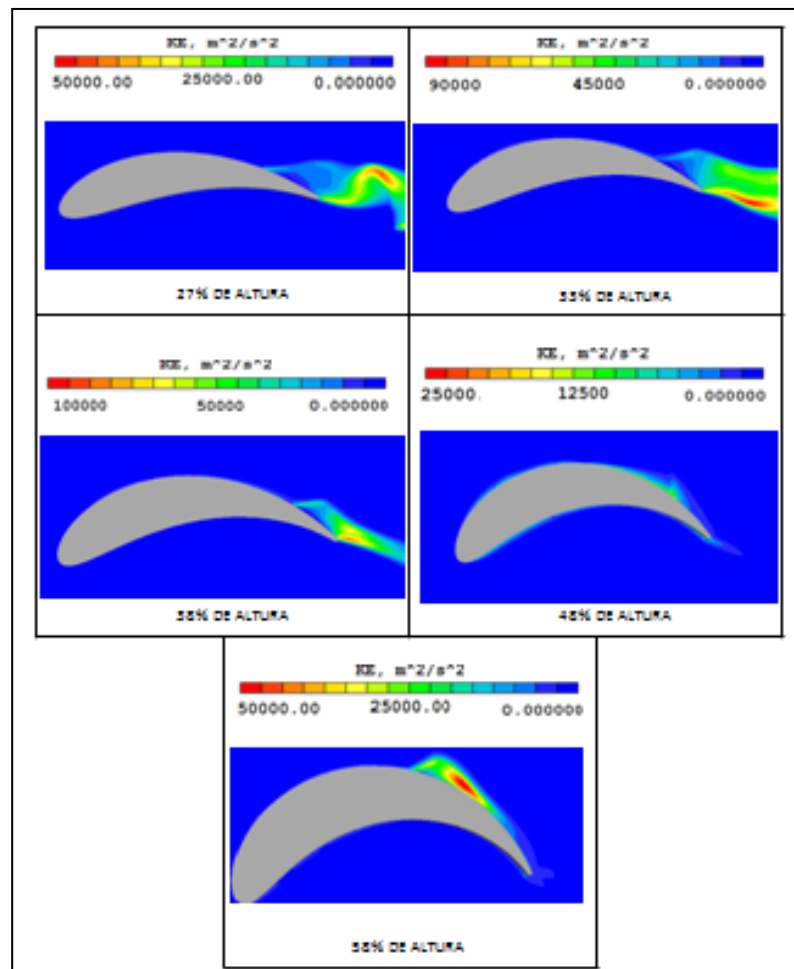 KE, m^2/s^2
50000.00 25000.00 0.000000
27% DE ALTURA
KE, m^2/s^2
90000 45000 0.000000
33% DE ALTURA
KE, m^2/s^2
100000 50000 0.000000
38% DE ALTURA
KE, m^2/s^2
25000. 12500 0.000000
48% DE ALTURA
KE, m^2/s^2
50000.00 25000.00 0.000000
58% DE ALTURA